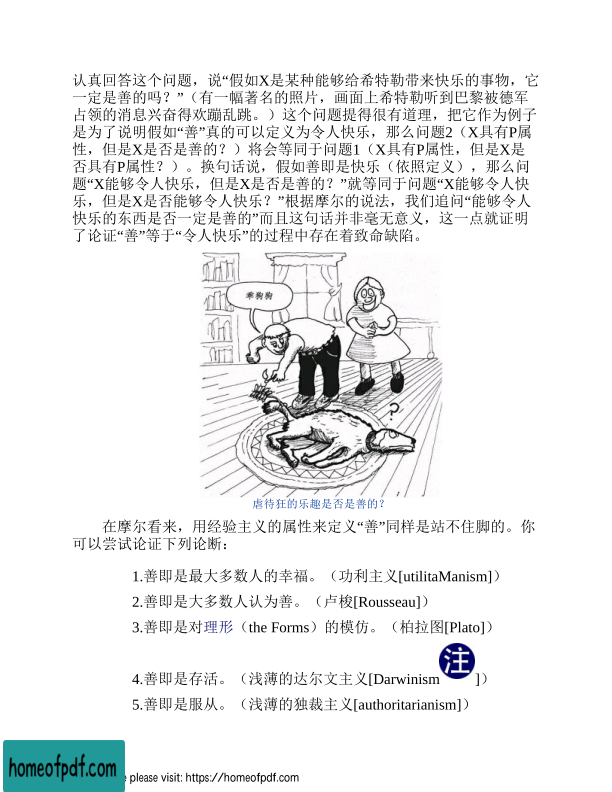 认真回答这个问题，说“假如X是某种能够给希特勒带来快乐的事物，它
一定是善的吗？”（有一幅著名的照片，画面上希特勒听到巴黎被德军
占领的消息兴奋得欢蹦乱跳。）这个问题提得很有道理，把它作为例子
是为了说明假如“善”真的可以定义为令人快乐，那么问题2（X具有P属
性，但是X是否是善的？）将会等同于问题1（X具有P属性，但是X是
否具有P属性？）。换句话说，假如善即是快乐（依照定义），那么问
题“X能够令人快乐，但是X是否是善的？”就等同于问题“X能够令人快
乐，但是X是否能够令人快乐？”根据摩尔的说法，我们追问“能够令人
快乐的东西是否一定是善的”而且这句话并非毫无意义，这一点就证明
了论证“善”等于“令人快乐”的过程中存在着致命缺陷。
乖狗狗
?
虐待狂的乐趣是否是善的？
在摩尔看来，用经验主义的属性来定义“善”同样是站不住脚的。你
可以尝试论证下列论断：
1.善即是最大多数人的幸福。（功利主义[utilitaManism]）
2.善即是大多数人认为善。（卢梭[Rousseau]）
3.善即是对理形（the Forms）的模仿。（柏拉图[Plato]）
4.善即是存活。（浅薄的达尔文主义[Darwinism注]）
5.善即是服从。（浅薄的独裁主义[authoritarianism]）
homeofpdf.com
e please visit: https://homeofpdf.com